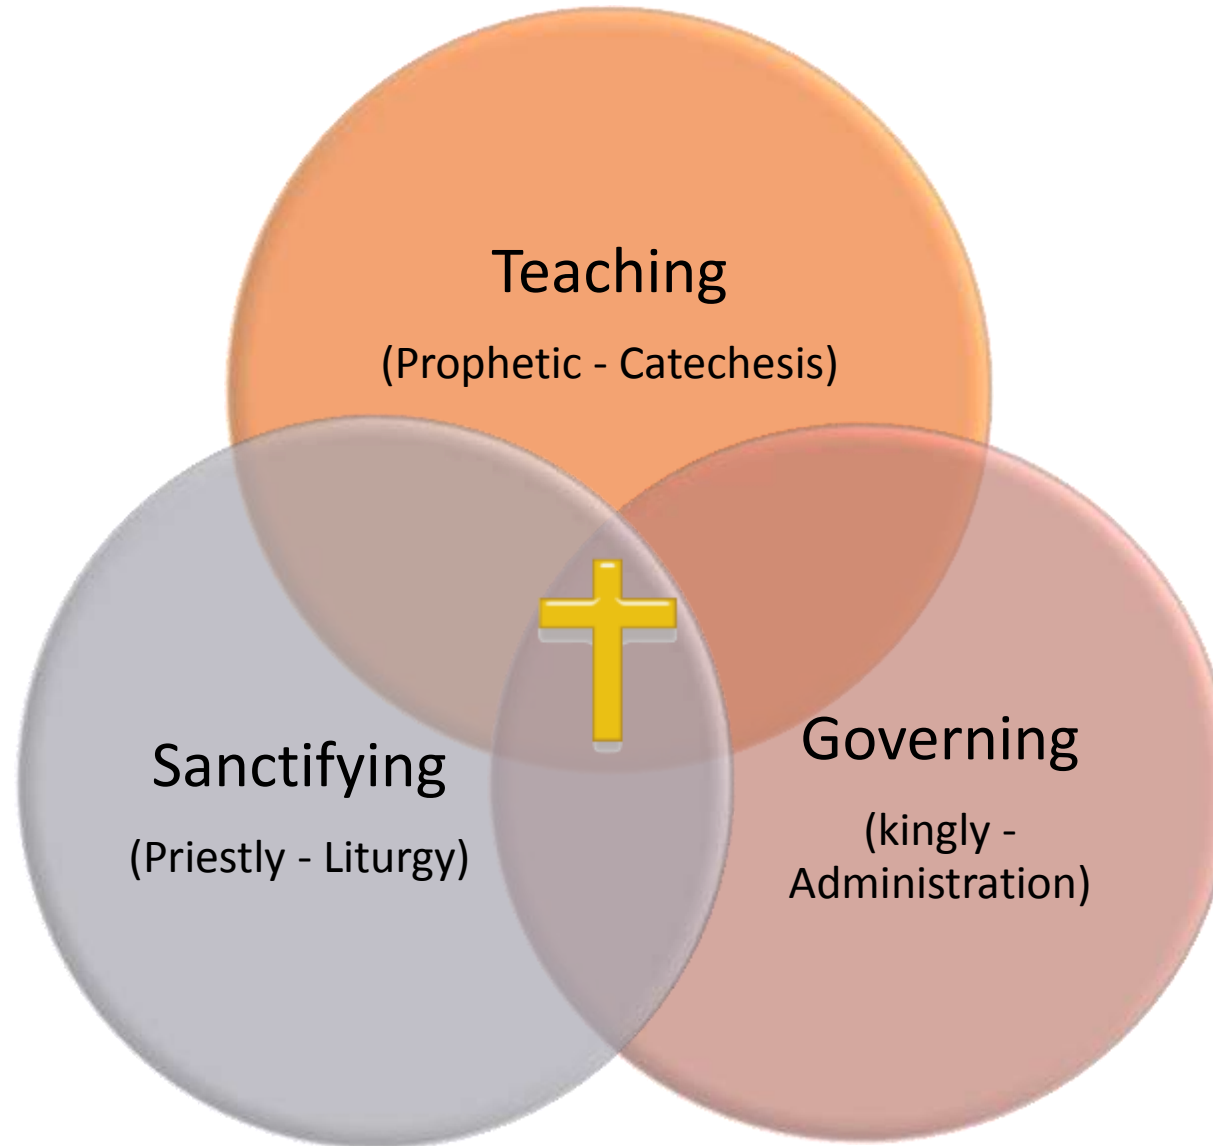 Teaching
(Prophetic - Catechesis)
Sanctifying
(Priestly - Liturgy)
Governing
(kingly -
Administration)